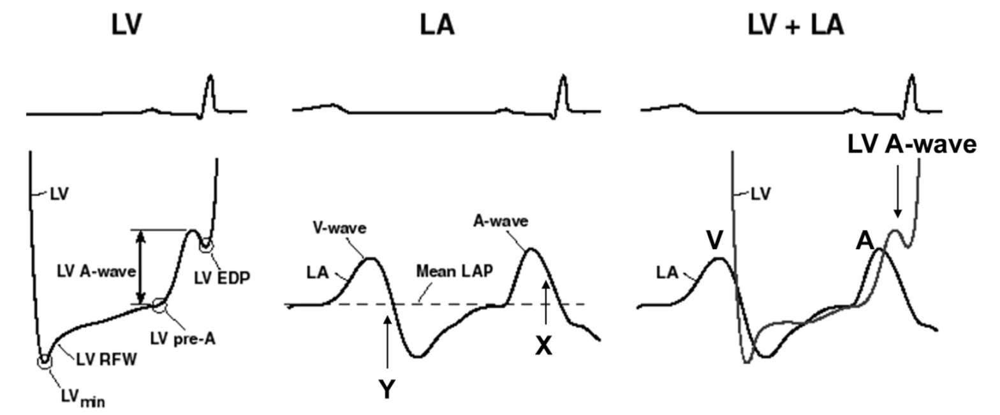 LV
LV
LV A-wave
LV EDP
LV pre-A
LV RFW
LVmin
LA
V-wave
A-wave
LA
Mean LAP
X
Y
LV + LA
LV A-wave
LV
V
A
LA